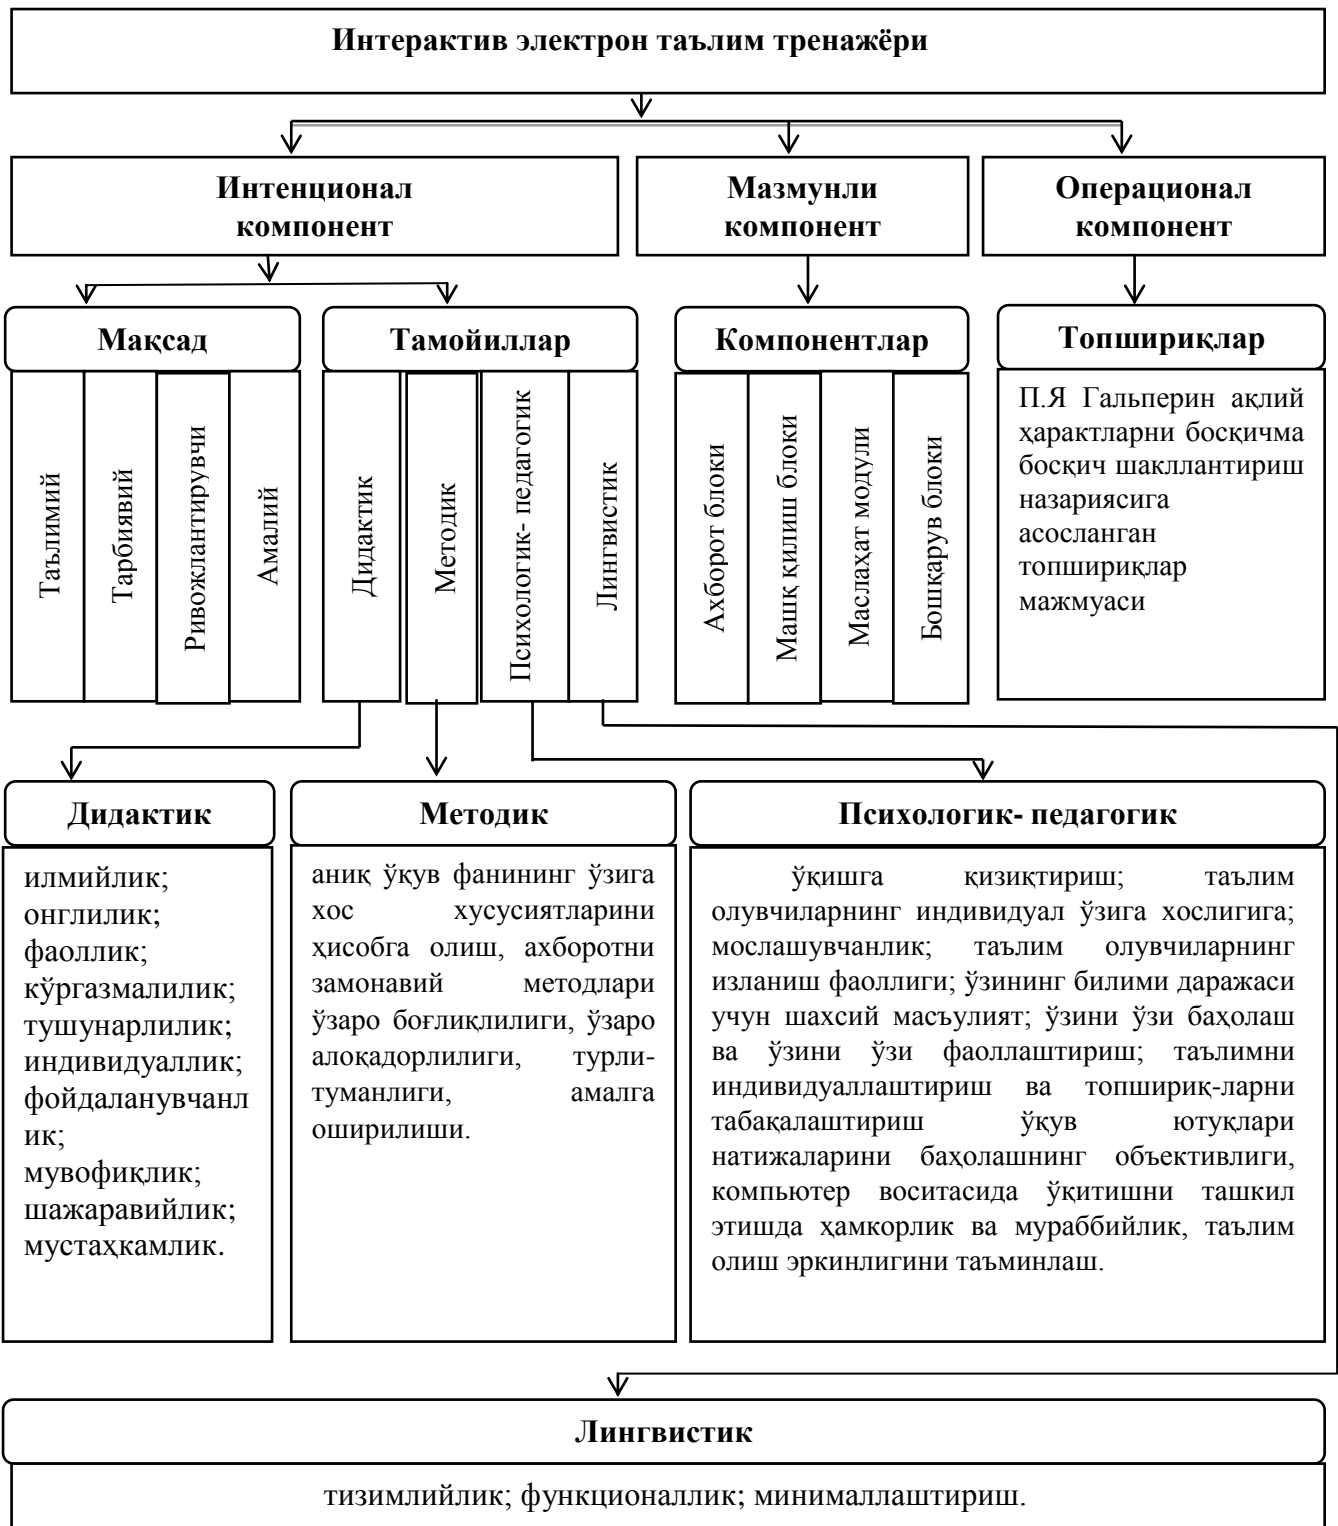 Интерактив электрон таълим тренажёри
Интенционал
компонент
Мазмунли
компонент
Операционал
компонент
Мақсад
Тамойиллар
Компонентлар
Топшириқлар
Таълимий
Тарбиявий
Ривожлантирувчи
Амалий
Дидактик
Методик
Психологик- педагогик
Лингвистик
Ахборот блоки
Машқ қилиш блоки
Маслаҳат модули
Бошқарув блоки
П.Я Гальперин ақлий
ҳарактларни босқичма
босқич шакллантириш
назариясига
асосланган
топшириқлар
мажмуаси
Дидактик
илмийлик;
онглилик;
фаоллик;
кўргазмалилик;
тушунарлилик;
индивидуаллик;
фойдаланувчанл
ик;
мувофиқлик;
шажаравийлик;
мустаҳкамлик.
Методик
аниқ ўқув фанининг ўзига
хос хусусиятларини
ҳисобга олиш, ахборотни
замонавий методлари
ўзаро боғлиқлилиги, ўзаро
алоқадорлилиги, турли-
туманлиги, амалга
оширилиши.
Психологик- педагогик
ўқишга қизиқтириш; таълим
олувчиларнинг индивидуал ўзига хослигига;
мослашувчанлик; таълим олувчиларнинг
изланиш фаоллиги; ўзининг билими даражаси
учун шахсий масъулият; ўзини ўзи баҳолаш
ва ўзини ўзи фаоллаштириш; таълимни
индивидуаллаштириш ва топшириқ-ларни
табақалаштириш ўқув ютуқлари
натижаларини баҳолашнинг объективлиги,
компьютер воситасида ўқитишни ташкил
этишда ҳамкорлик ва мураббийлик, таълим
олиш эркинлигини таъминлаш.
Лингвистик
тизимлийлик; функционаллик; минималлаштириш.